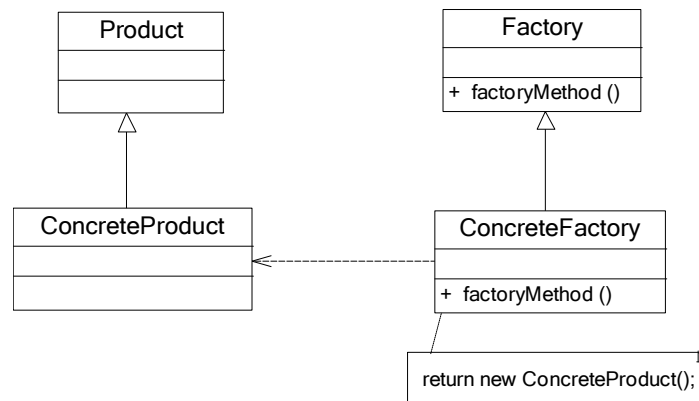 Product
Factory
+ factoryMethod ()
ConcreteProduct
ConcreteFactory
+ factoryMethod ()
return new ConcreteProduct();